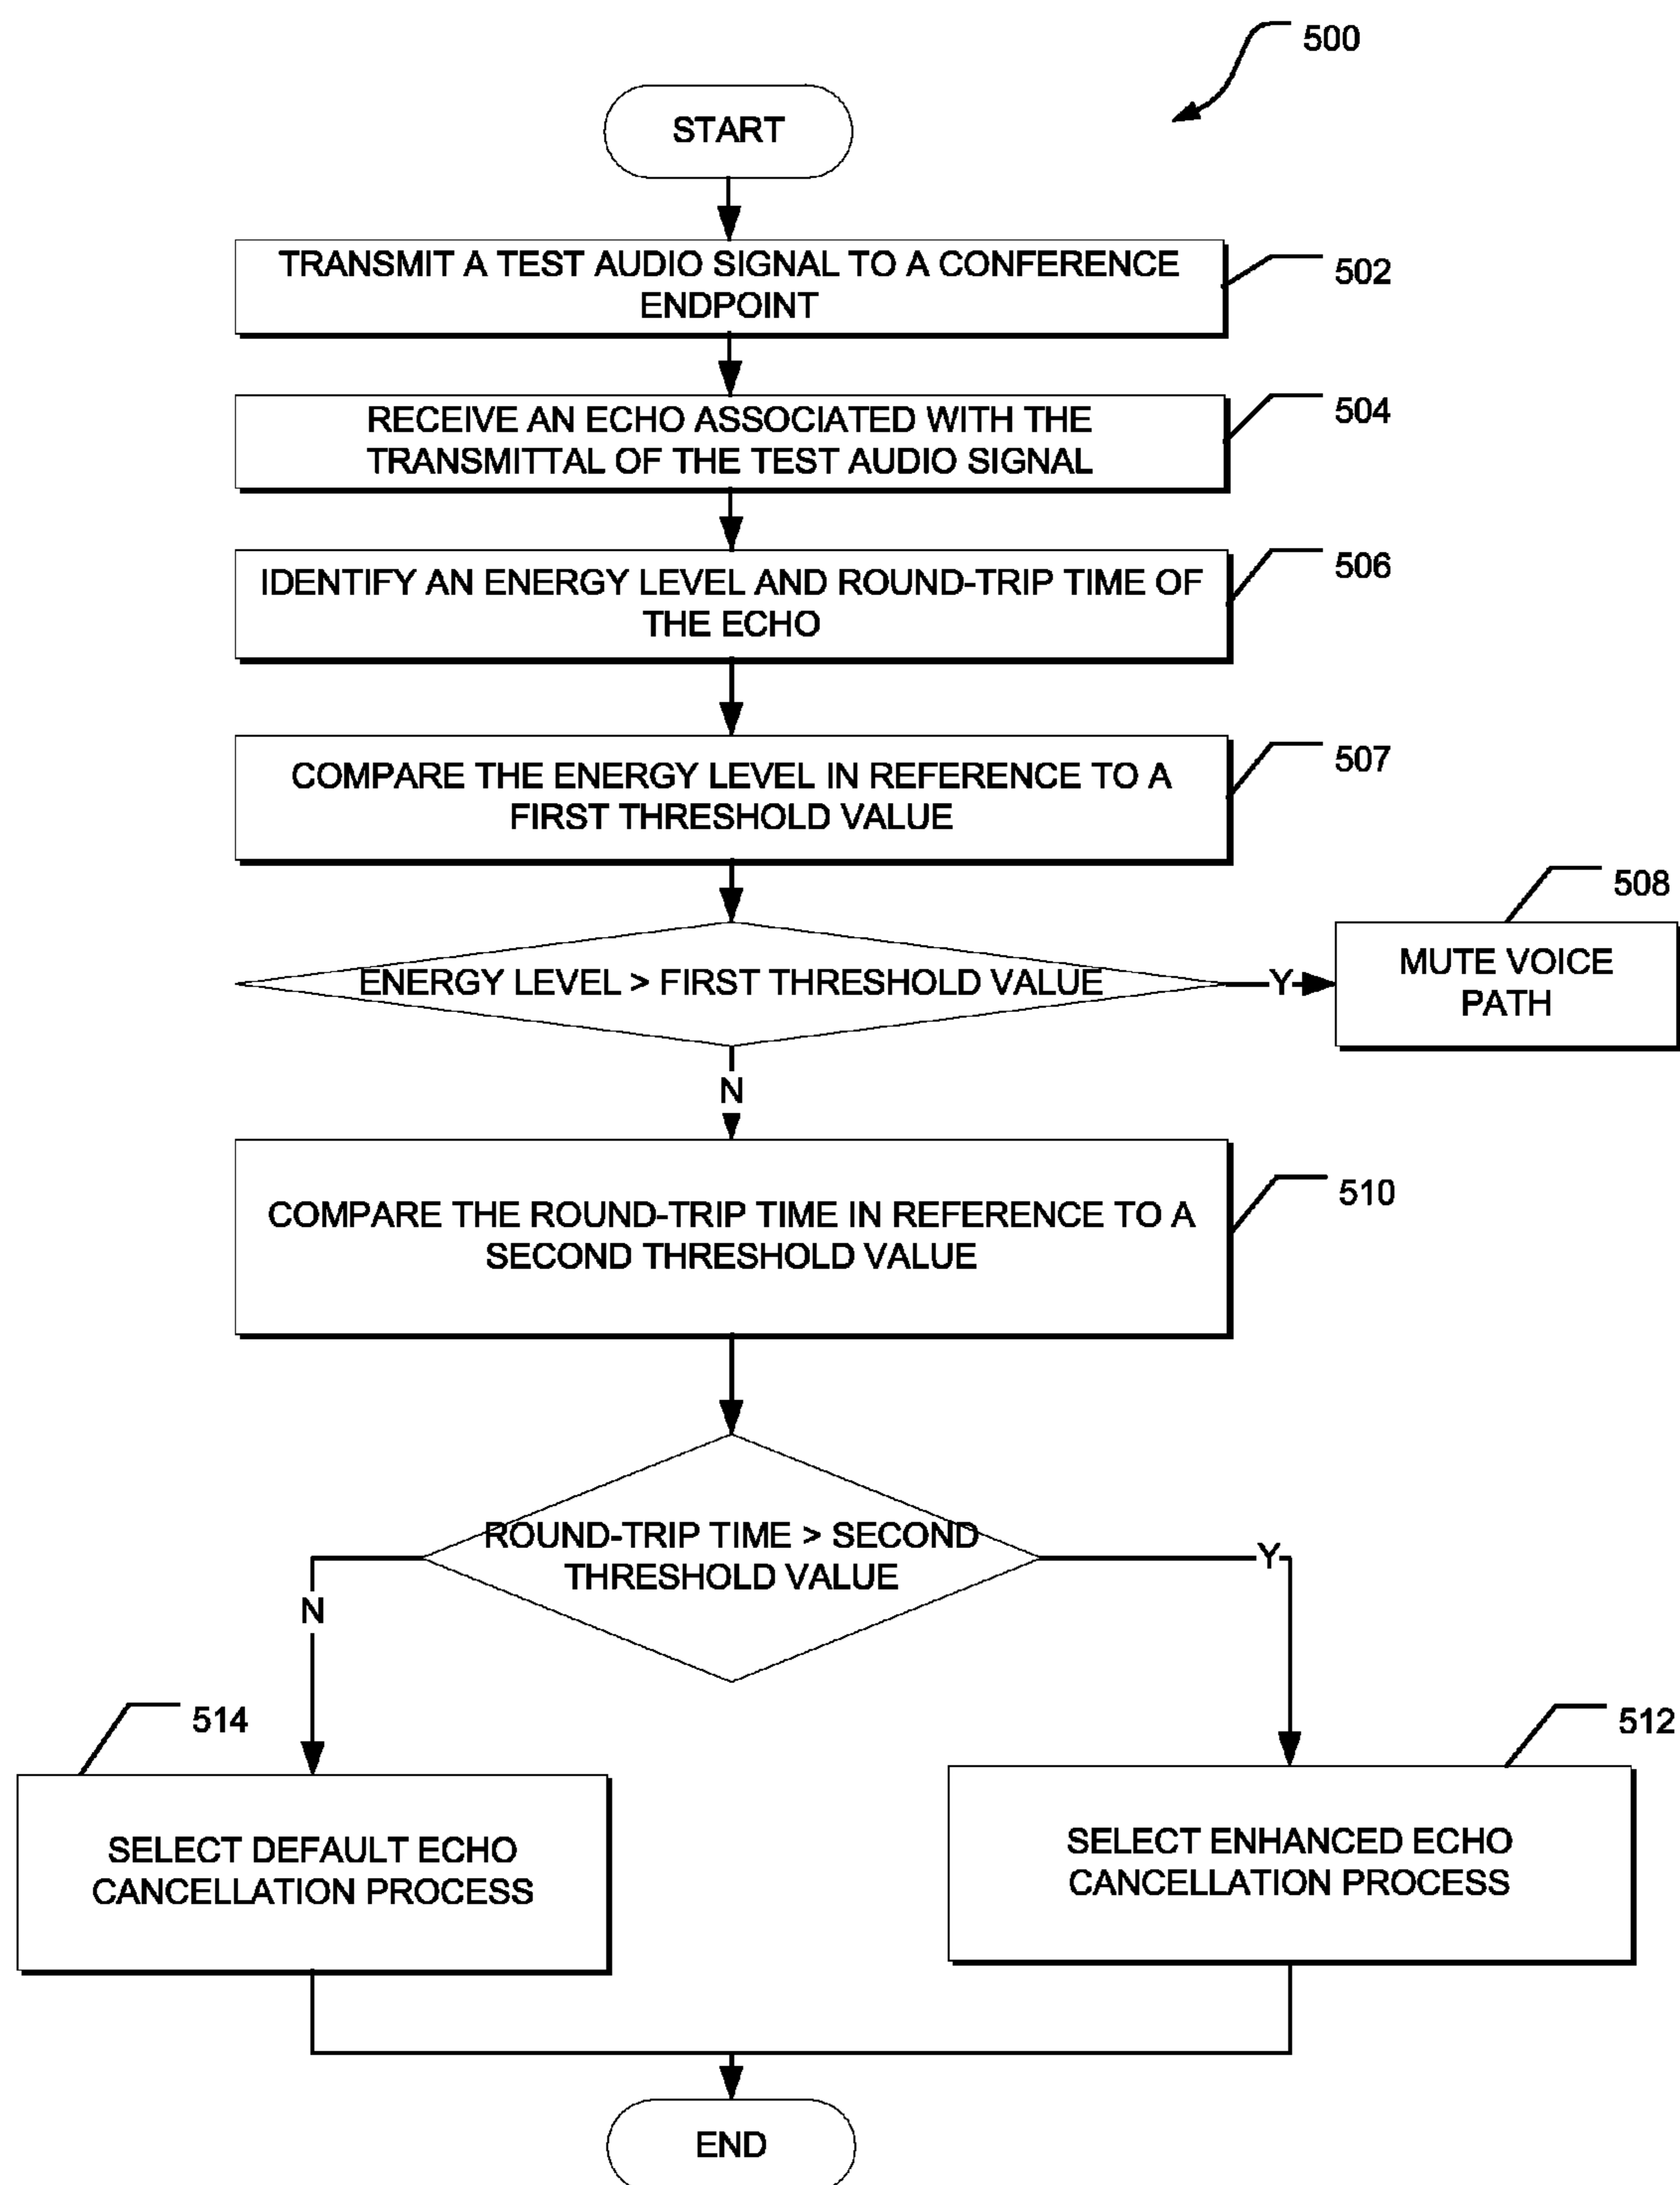 500
START
TRANSMIT A TEST AUDIO SIGNAL TO A CONFERENCE
ENDPOINT
502
RECEIVE AN ECHO ASSOCIATED WITH THE
TRANSMITTAL OF THE TEST AUDIO SIGNAL
504
IDENTIFY AN ENERGY LEVEL AND ROUND-TRIP TIME OF
THE ECHO
506
COMPARE THE ENERGY LEVEL IN REFERENCE TO A
FIRST THRESHOLD VALUE
507
ENERGY LEVEL > FIRST THRESHOLD VALUE
Y
508
MUTE VOICE
PATH
N
COMPARE THE ROUND-TRIP TIME IN REFERENCE TO A
SECOND THRESHOLD VALUE
510
ROUND-TRIP TIME > SECOND
THRESHOLD VALUE
Y
N
514
SELECT DEFAULT ECHO
CANCELLATION PROCESS
512
SELECT ENHANCED ECHO
CANCELLATION PROCESS
END